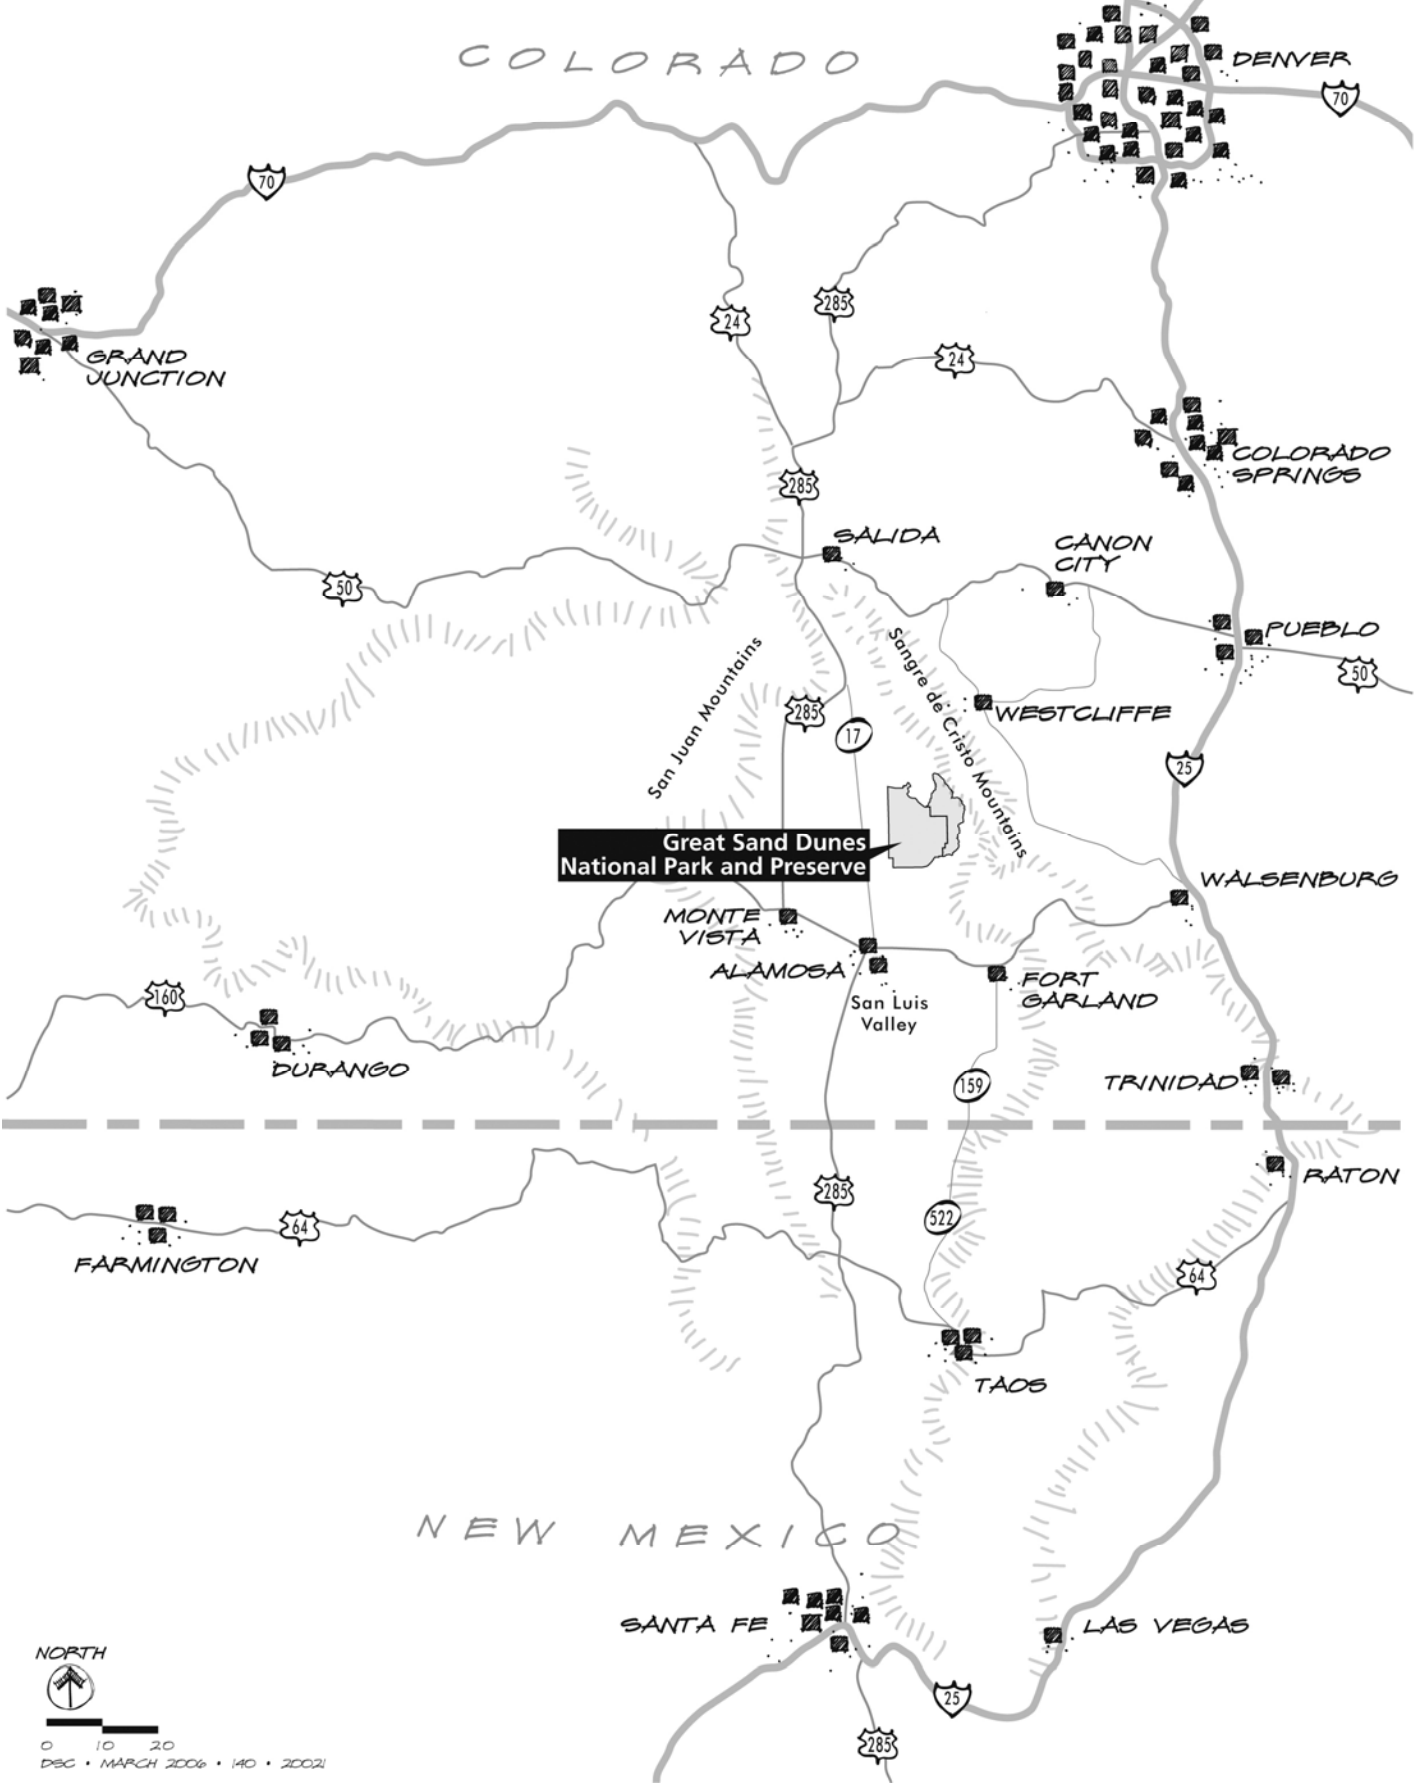 COLORADO
DENVER
70
70
24
285
GRAND
JUNCTION
24
COLORADO
SPRINGS
285
SALIDA
CANON
CITY
50
PUEBLO
50
San Juan Mountains
Sangre de Cristo Mountains
285
17
WESTCLIFFE
25
Great Sand Dunes
National Park and Preserve
WALSENBURG
MONTE
VISTA
ALAMOSA
FORT
GARLAND
San Luis
Valley
160
DURANGO
159
TRINIDAD
RATON
285
522
64
FARMINGTON
64
TAOS
NEW MEXICO
SANTA FE
LAS VEGAS
25
285
NORTH
0 10 20
DSC • MARCH 2006 • 140 • 20021